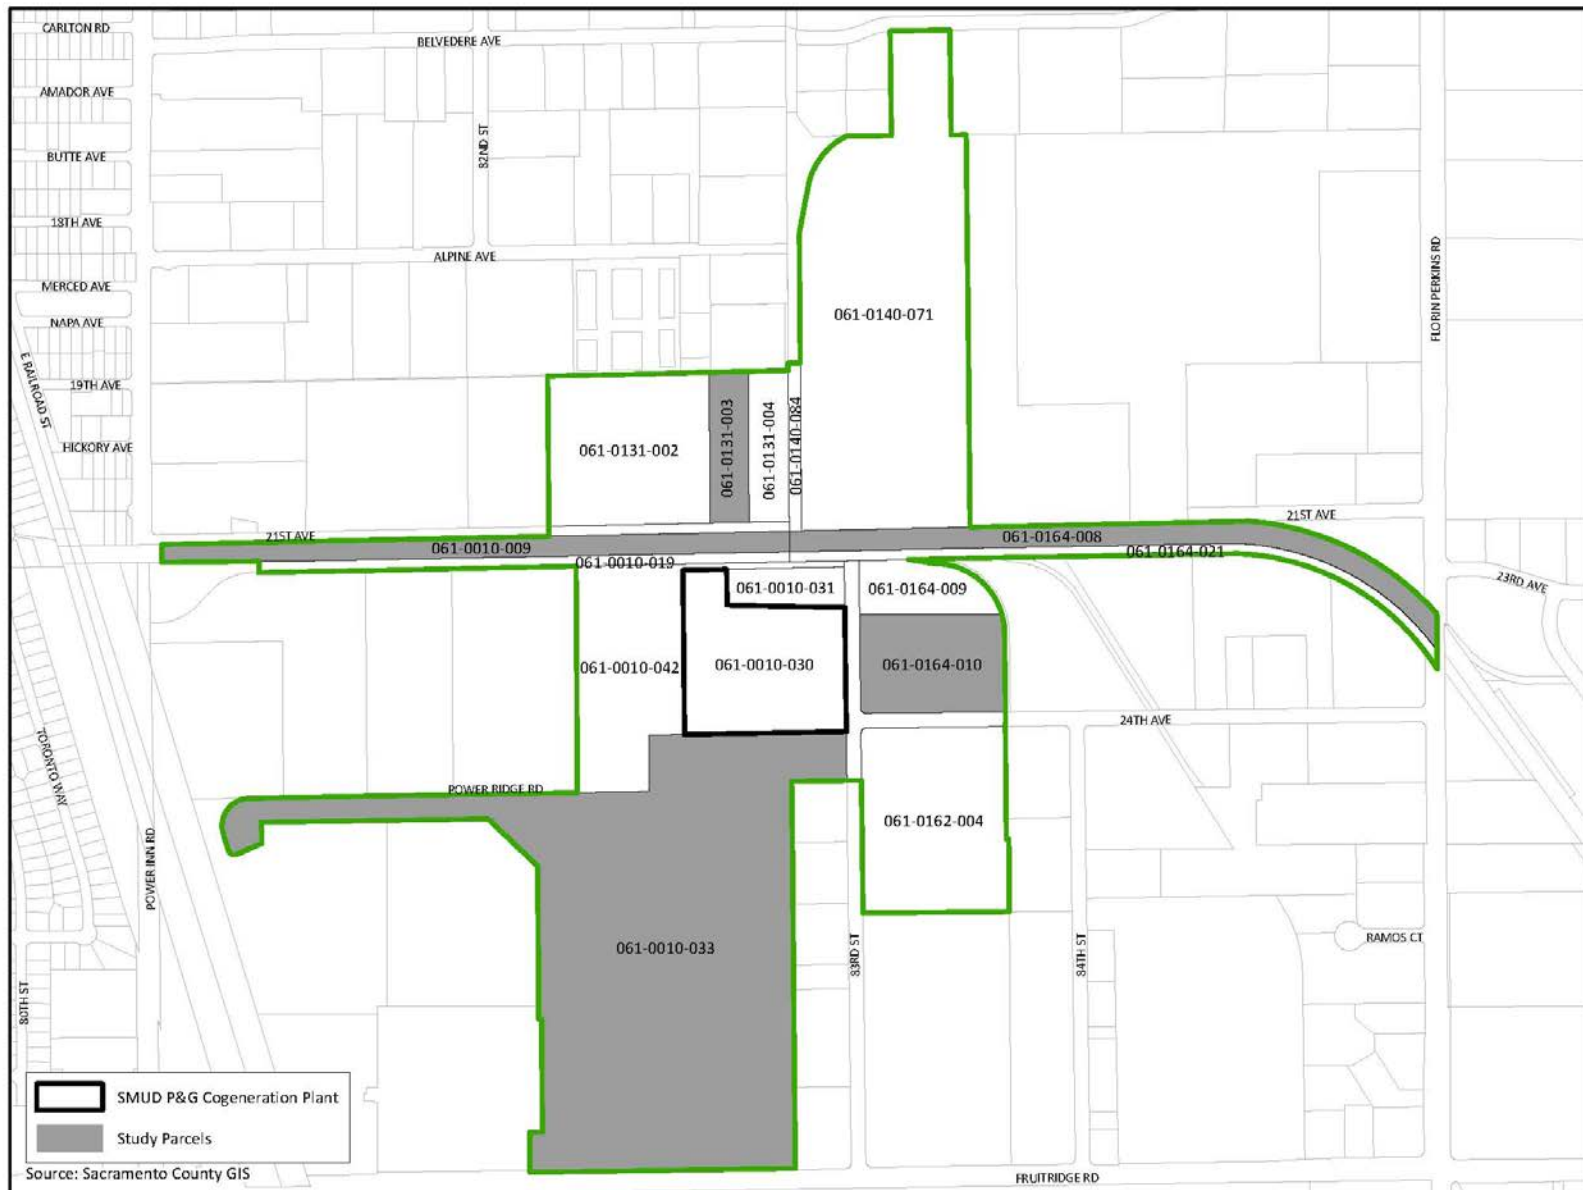 CARLTON RD
BELVEDERE AVE
AMADOR AVE
82ND ST
BUTTE AVE
18TH AVE
ALPINE AVE
FLORIN PERKINS RD
MERCED AVE
NAPA AVE
061-0140-071
E RAILROAD ST
19TH AVE
061-0131-002
061-0131-003
061-0131-004
061-0140-084
HICKORY AVE
21ST AVE
21ST AVE
061-0010-009
061-0164-008
061-0164-021
061-0010-019
23RD AVE
061-0010-031
061-0164-009
061-0010-042
061-0010-030
061-0164-010
24TH AVE
TORONTO WAY
POWER RIDGE RD
061-0162-004
POWER INN RD
061-0010-033
83RD ST
84TH ST
RAMOS CT
80TH ST
SMUD P&G Cogeneration Plant
Study Parcels
Source: Sacramento County GIS
FRUITRIDGE RD